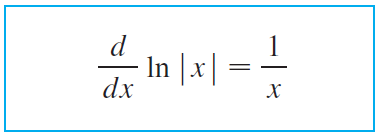 d/dx ln |x| = 1/x